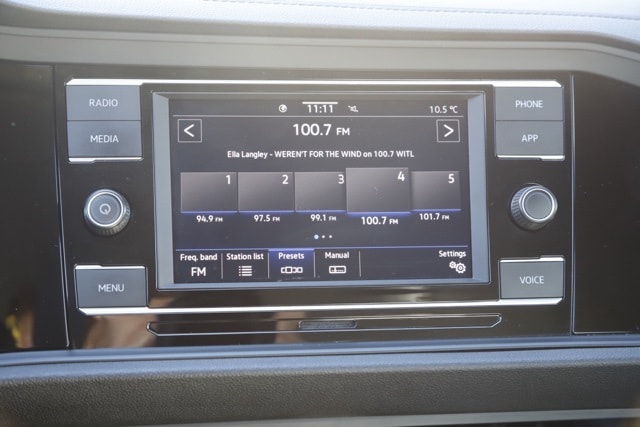 RADIO
MEDIA
MENU
11:11
10.5 °C
100.7 FM
Ella Langley - WEREN'T FOR THE WIND on 100.7 WITL
1 2 3 4 5
94.9 FM 97.5 FM 99.1 FM 100.7 FM 101.7 FM
Freq. band Station list Presets Manual Settings
FM
PHONE
APP
VOICE